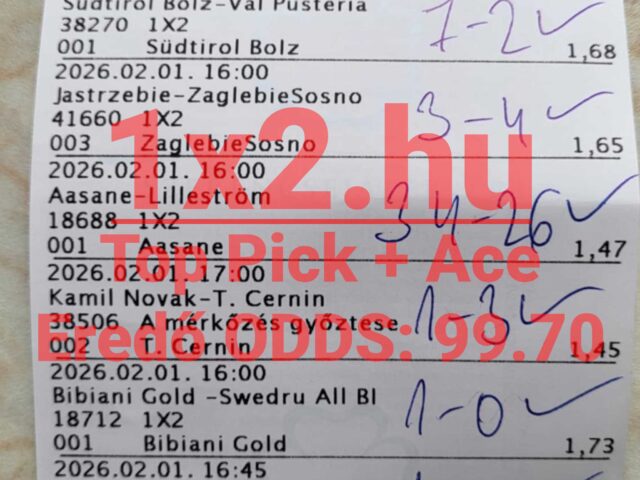 Südtirol Bolz-Val Pusteria
38270 1X2
7-2✓
001 Südtirol Bolz 1,68
2026.02.01. 16:00
Jastrzebie-ZaglebieSosno
41660 1X2
3-4✓
003 ZaglebieSosno 1,65
2026.02.01. 16:00
Aasane-Lilleström
18688 1X2
34-26✓
001 Aasane 1,47
2026.02.01. 17:00
Kamil Novak-T. Cernin
38506 A mérkőzés győztese
1-3✓
002 T. Cernin 1,45
2026.02.01. 16:00
Bibiani Gold -Swedru All Bl
18712 1X2
1-0✓
001 Bibiani Gold 1,73
2026.02.01. 16:45
1x2.hu
Top Pick + Ace
Eredő ODDS: 99.70